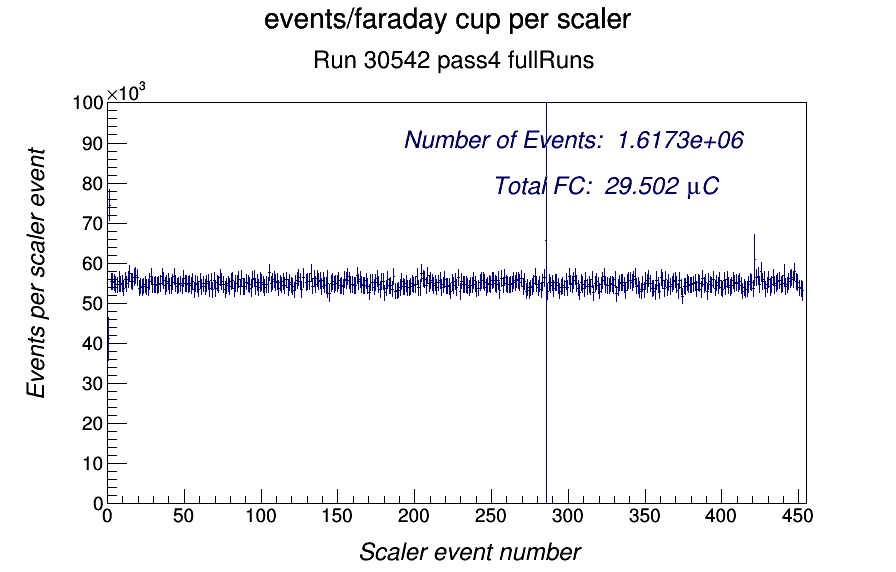 events/faraday cup per scaler
Run 30542 pass4 fullRuns
×10³
100
90
80
70
60
50
40
30
20
10
0
Number of Events: 1.6173e+06
Total FC: 29.502 μC
Events per scaler event
0 50 100 150 200 250 300 350 400 450
Scaler event number